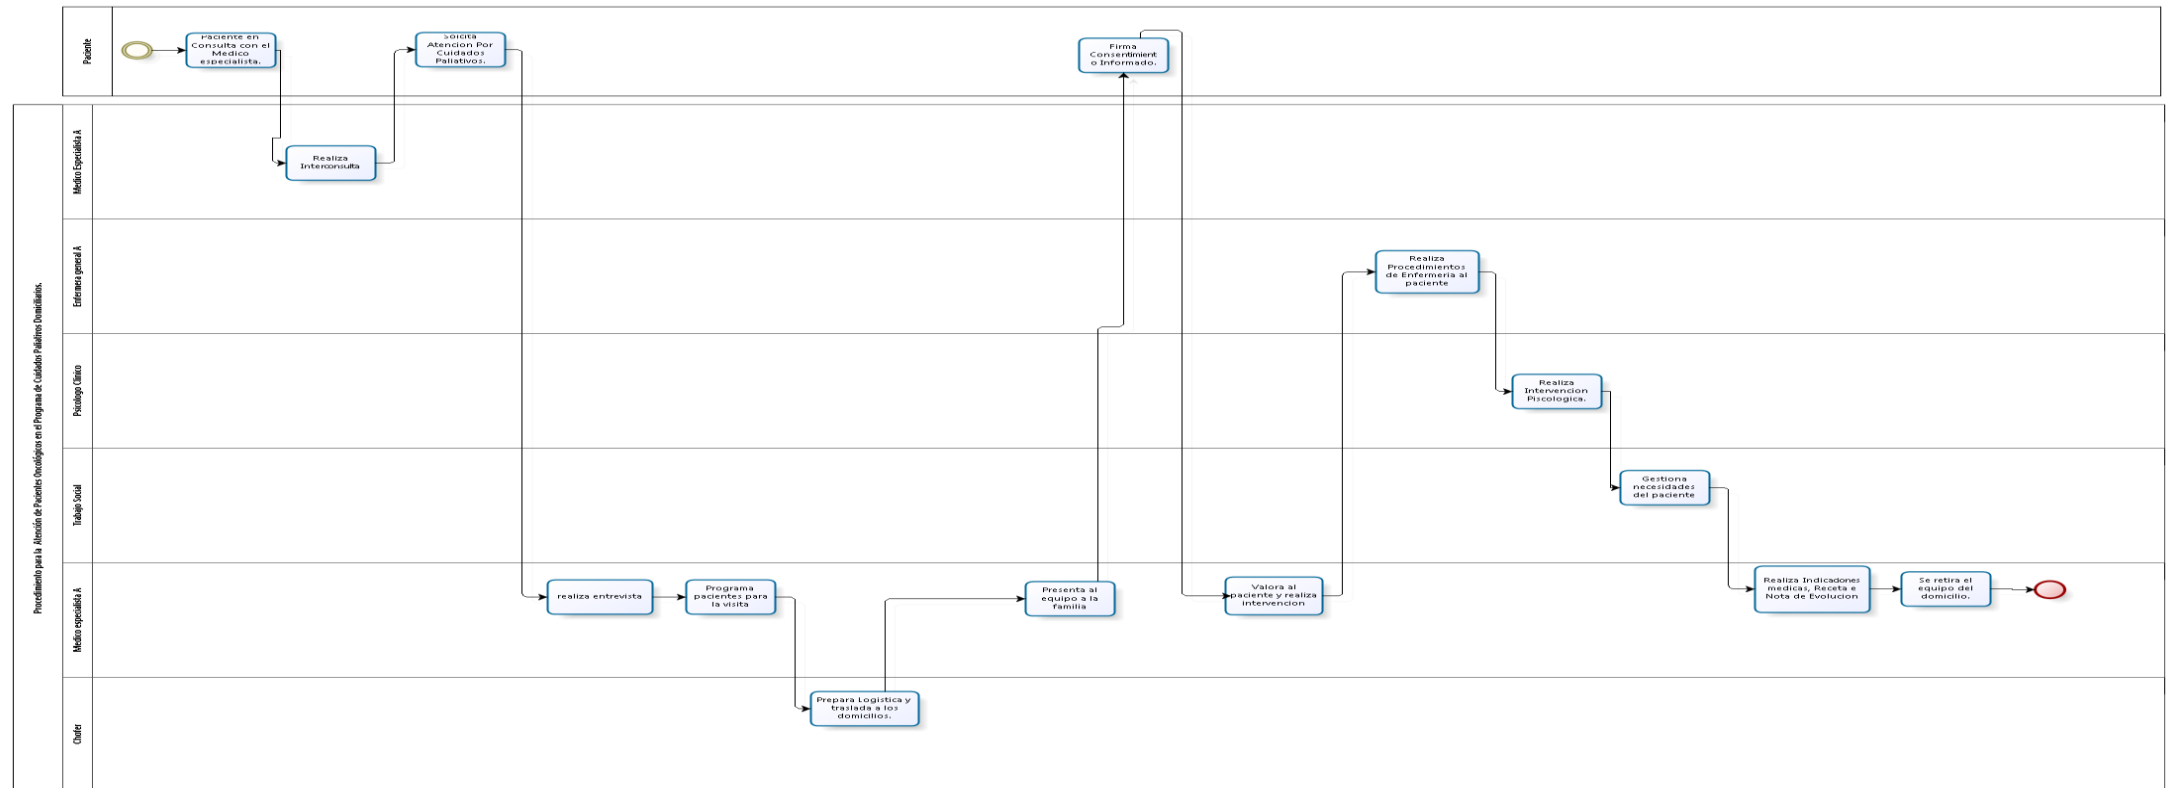 Procedimiento para la Atención de Pacientes Oncológicos en el Programa de Cuidados Paliativos Domiciliarios.
Paciente
Paciente en
Consulta con el
Medico
especialista.
Solicita
Atencion Por
Cuidados
Paliativos.
Firma
Consentimient
o Informado.
Medico Especialista A
Realiza
Interconsulta
Enfermera general A
Realiza
Procedimientos
de Enfermeria al
paciente
Psicologo Clinico
Realiza
Intervencion
Piscologica.
Trabajo Social
Gestiona
necesidades
del paciente
Medico especialista A
realiza entrevista
Programa
pacientes para
la visita
Presenta al
equipo a la
familia
Valora al
paciente y realiza
intervencion
Realiza Indicadones
medicas, Receta e
Nota de Evolucion
Se retira el
equipo del
domicilio.
Chofer
Prepara Logistica y
traslada a los
domicilios.